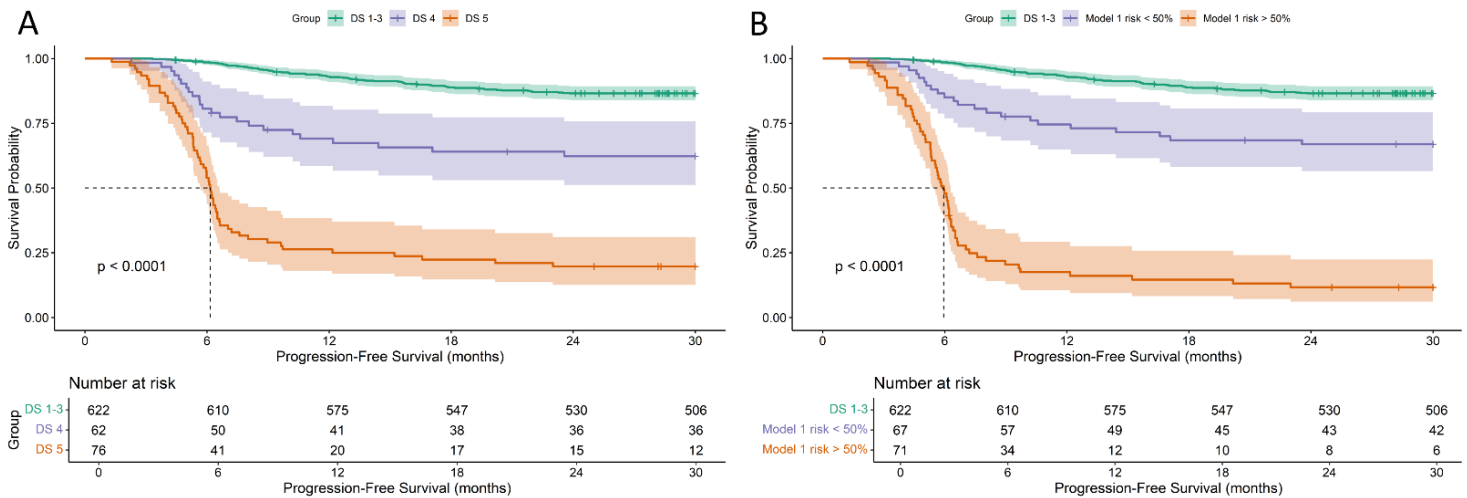 A
Group DS 1-3 DS 4 DS 5
1.00
0.75
0.50
0.25
0.00
Survival Probability
p < 0.0001
0 6 12 18 24 30
Progression-Free Survival (months)
Number at risk
Group
DS 1-3 622 610 575 547 530 506
DS 4 62 50 41 38 36 36
DS 5 76 41 20 17 15 12
0 6 12 18 24 30
Progression-Free Survival (months)
B
Group DS 1-3 Model 1 risk < 50% Model 1 risk > 50%
1.00
0.75
0.50
0.25
0.00
Survival Probability
p < 0.0001
0 6 12 18 24 30
Progression-Free Survival (months)
Number at risk
DS 1-3 622 610 575 547 530 506
Model 1 risk < 50% 67 57 49 45 43 42
Model 1 risk > 50% 71 34 12 10 8 6
0 6 12 18 24 30
Progression-Free Survival (months)